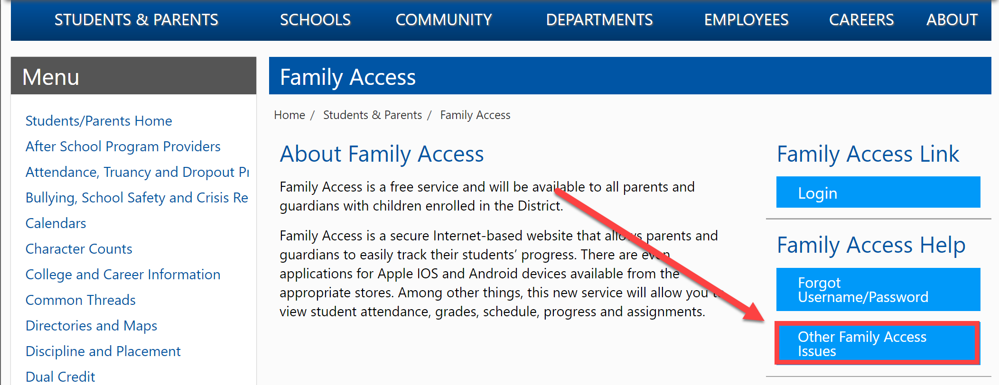 STUDENTS & PARENTS SCHOOLS COMMUNITY DEPARTMENTS EMPLOYEES CAREERS ABOUT
Menu
Students/Parents Home
After School Program Providers
Attendance, Truancy and Dropout Pr
Bullying, School Safety and Crisis Re
Calendars
Character Counts
College and Career Information
Common Threads
Directories and Maps
Discipline and Placement
Dual Credit
Family Access
Home / Students & Parents / Family Access
About Family Access
Family Access is a free service and will be available to all parents and
guardians with children enrolled in the District.
Family Access is a secure Internet-based website that allows parents and
guardians to easily track their students’ progress. There are even
applications for Apple IOS and Android devices available from the
appropriate stores. Among other things, this new service will allow you to
view student attendance, grades, schedule, progress and assignments.
Family Access Link
Login
Family Access Help
Forgot
Username/Password
Other Family Access
Issues